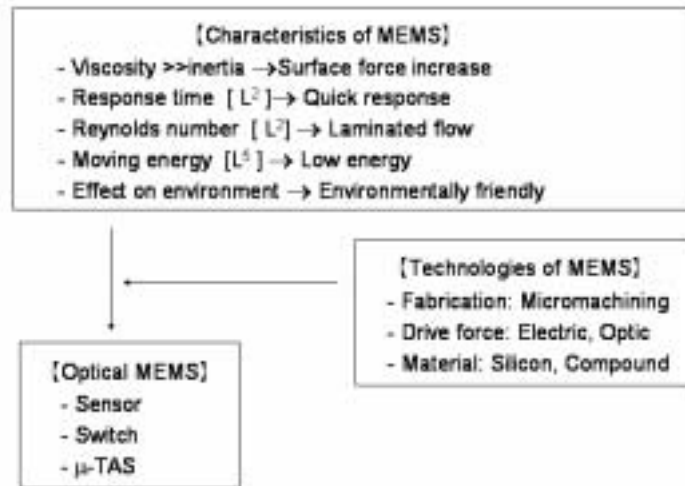 【Characteristics of MEMS】
- Viscosity >>inertia →Surface force increase
- Response time [ L² ]→ Quick response
- Reynolds number [ L² ]→ Laminated flow
- Moving energy [L⁵ ]→ Low energy
- Effect on environment → Environmentally friendly
【Technologies of MEMS】
- Fabrication: Micromachining
- Drive force: Electric, Optic
- Material: Silicon, Compound
【Optical MEMS】
- Sensor
- Switch
- μ-TAS